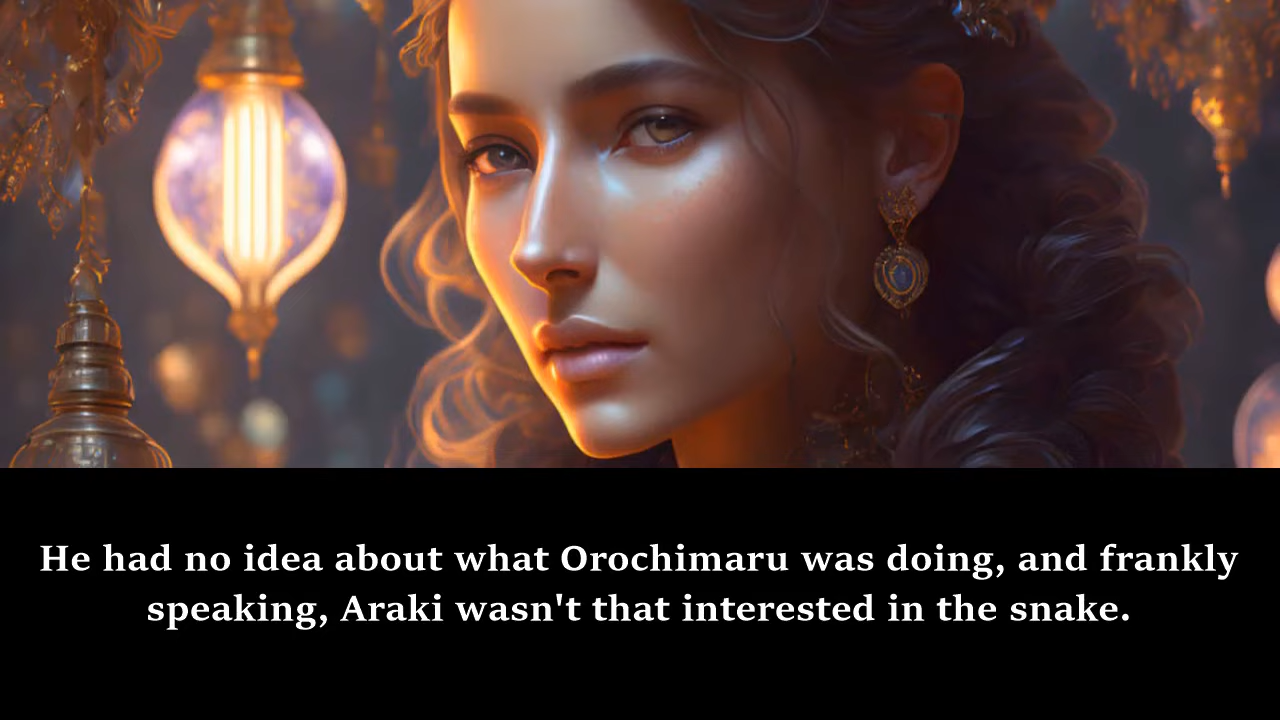 He had no idea about what Orochimaru was doing, and frankly
speaking, Araki wasn't that interested in the snake.